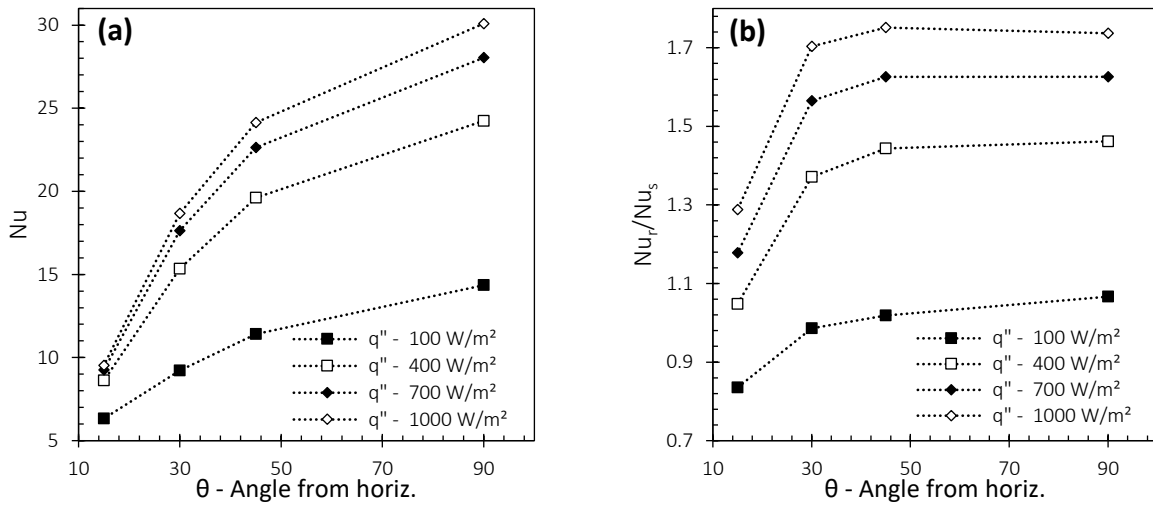 (a)
30
25
20
15
10
5
Nu
q" - 100 W/m²
q" - 400 W/m²
q" - 700 W/m²
q" - 1000 W/m²
10 30 50 70 90
θ - Angle from horiz.
(b)
1.7
1.5
1.3
1.1
0.9
0.7
Nuᵣ/Nuₛ
q" - 100 W/m²
q" - 400 W/m²
q" - 700 W/m²
q" - 1000 W/m²
10 30 50 70 90
θ - Angle from horiz.